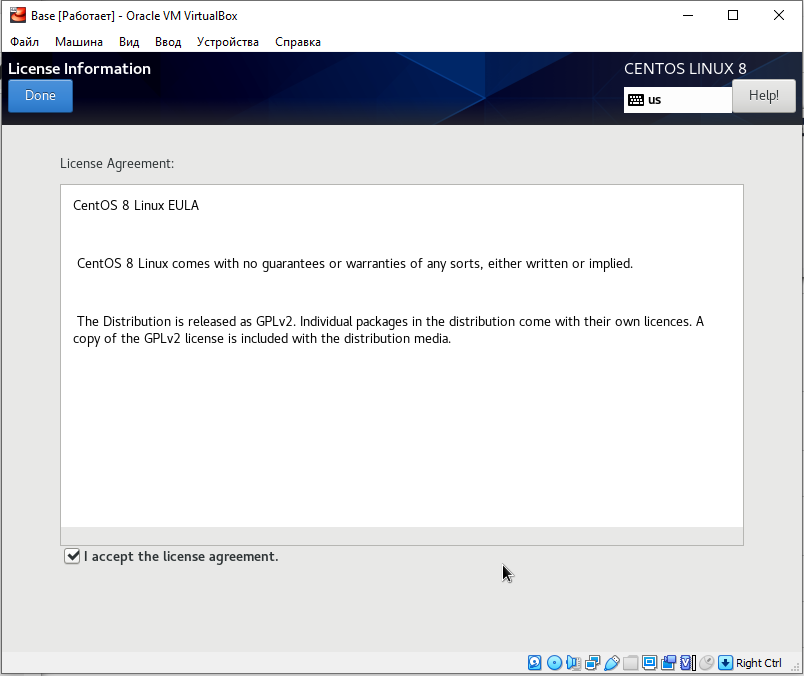 Base [Работает] - Oracle VM VirtualBox
Файл Машина Вид Ввод Устройства Справка
License Information
CENTOS LINUX 8
Done
us
Help!
License Agreement:
CentOS 8 Linux EULA
CentOS 8 Linux comes with no guarantees or warranties of any sorts, either written or implied.
The Distribution is released as GPLv2. Individual packages in the distribution come with their own licences. A
copy of the GPLv2 license is included with the distribution media.
I accept the license agreement.
Right Ctrl